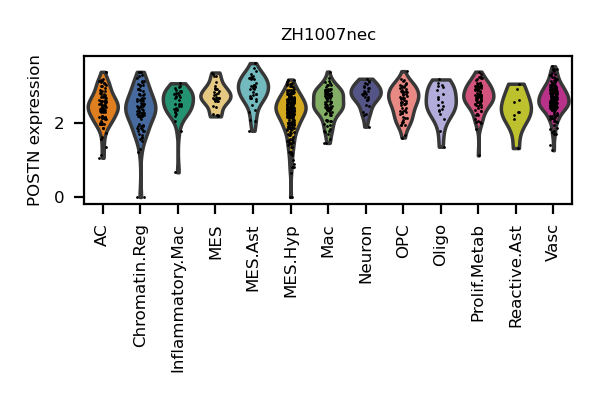 ZH1007nec
POSTN expression
2
0
AC
Chromatin.Reg
Inflammatory.Mac
MES
MES.Ast
MES.Hyp
Mac
Neuron
OPC
Oligo
Prolif.Metab
Reactive.Ast
Vasc